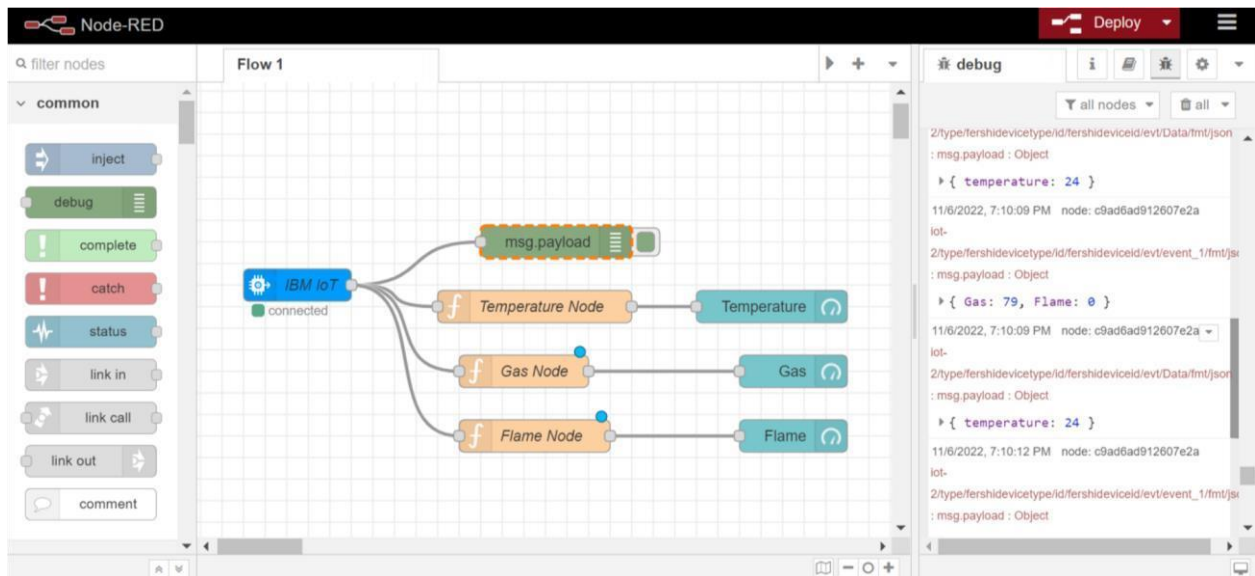 Node-RED
Deploy
filter nodes
common
inject
debug
complete
catch
status
link in
link call
link out
comment
Flow 1
IBM IoT
connected
msg.payload
Temperature Node
Temperature
Gas Node
Gas
Flame Node
Flame
debug
i
all nodes
all
2/type/fershidevicetype/id/fershideviceid/evt/Data/fmt/json
: msg.payload : Object
{ temperature: 24 }
11/6/2022, 7:10:09 PM node: c9ad6ad912607e2a
iot-
2/type/fershidevicetype/id/fershideviceid/evt/event_1/fmt/jso
: msg.payload : Object
{ Gas: 79, Flame: 0 }
11/6/2022, 7:10:09 PM node: c9ad6ad912607e2a
iot-
2/type/fershidevicetype/id/fershideviceid/evt/Data/fmt/json
: msg.payload : Object
{ temperature: 24 }
11/6/2022, 7:10:12 PM node: c9ad6ad912607e2a
iot-
2/type/fershidevicetype/id/fershideviceid/evt/event_1/fmt/jso
: msg.payload : Object